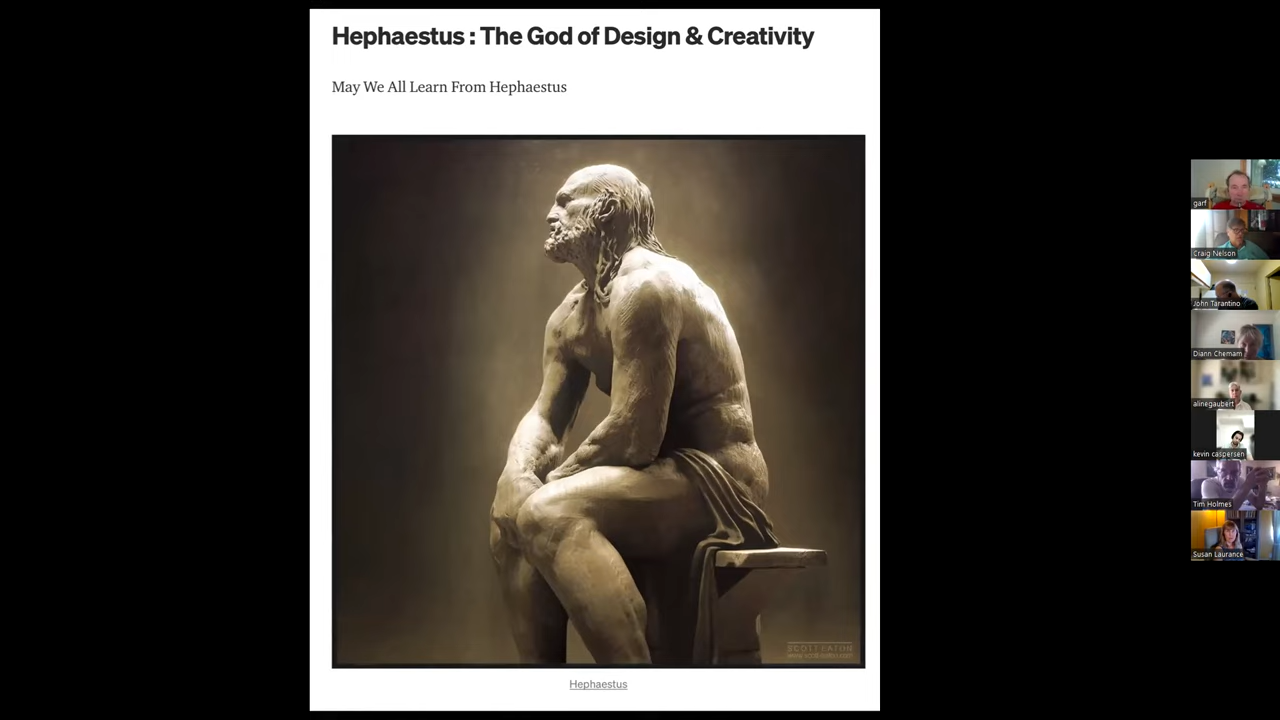 Hephaestus : The God of Design & Creativity
May We All Learn From Hephaestus
SCOTT EATON
Hephaestus
garf
Craig Nelson
John Tarantino
Diann Chemam
alinegaubert
kevin caspersen
Tim Holmes
Susan Laurance